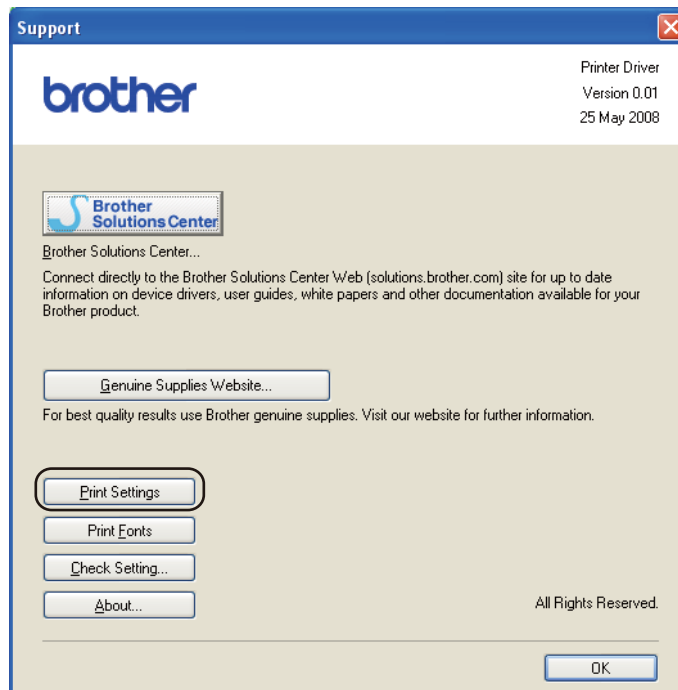 Support
brother
Printer Driver
Version 0.01
25 May 2008
Brother
Solutions Center
Brother Solutions Center...
Connect directly to the Brother Solutions Center Web (solutions.brother.com) site for up to date
information on device drivers, user guides, white papers and other documentation available for your
Brother product.
Genuine Supplies Website...
For best quality results use Brother genuine supplies. Visit our website for further information.
Print Settings
Print Fonts
Check Setting...
About...
All Rights Reserved.
OK